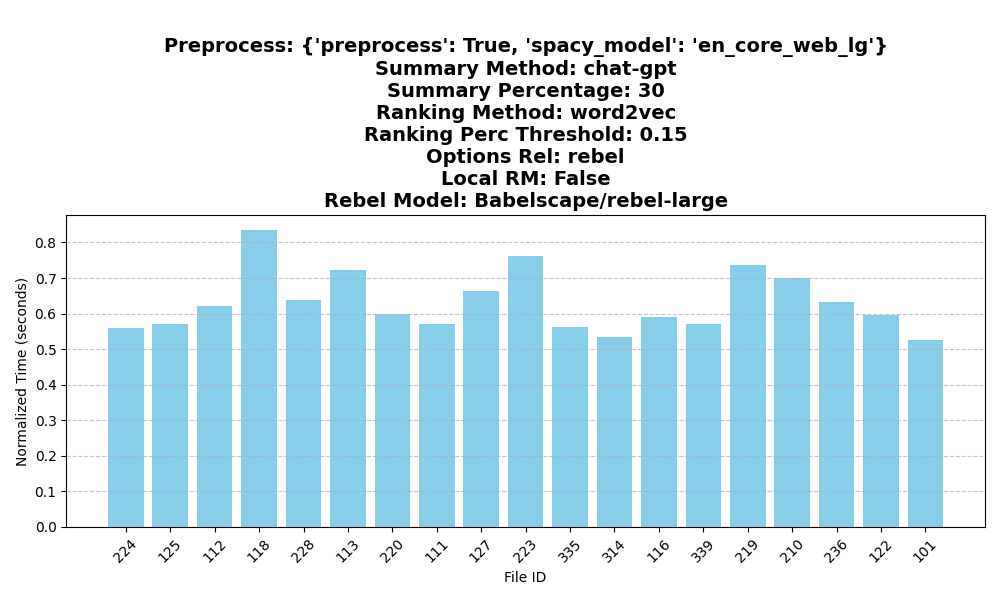 Preprocess: {'preprocess': True, 'spacy_model': 'en_core_web_lg'}
Summary Method: chat-gpt
Summary Percentage: 30
Ranking Method: word2vec
Ranking Perc Threshold: 0.15
Options Rel: rebel
Local RM: False
Rebel Model: Babelscape/rebel-large
Normalized Time (seconds)
0.8
0.7
0.6
0.5
0.4
0.3
0.2
0.1
0.0
224 125 112 118 228 113 220 111 127 223 335 314 116 339 219 210 236 122 101
File ID